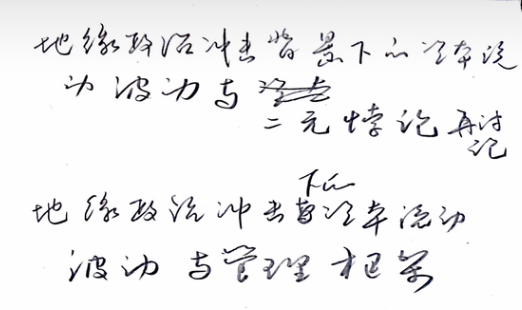 地缘政治冲击背景下的资本流
动波动与
二元悖论再讨
论
下的
地缘政治冲击资本流动
波动与管理框架